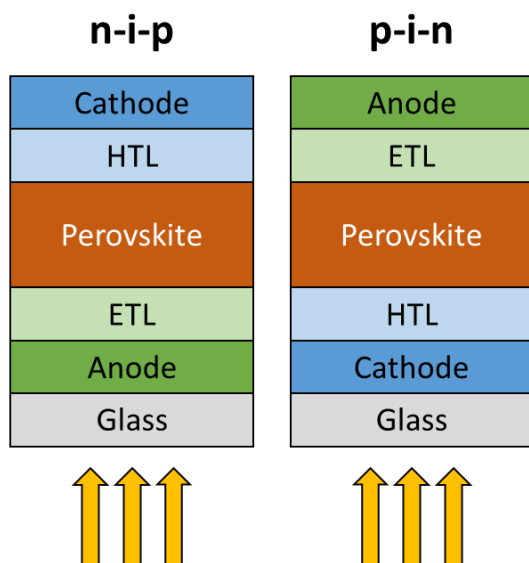 n-i-p
Cathode
HTL
Perovskite
ETL
Anode
Glass
p-i-n
Anode
ETL
Perovskite
HTL
Cathode
Glass